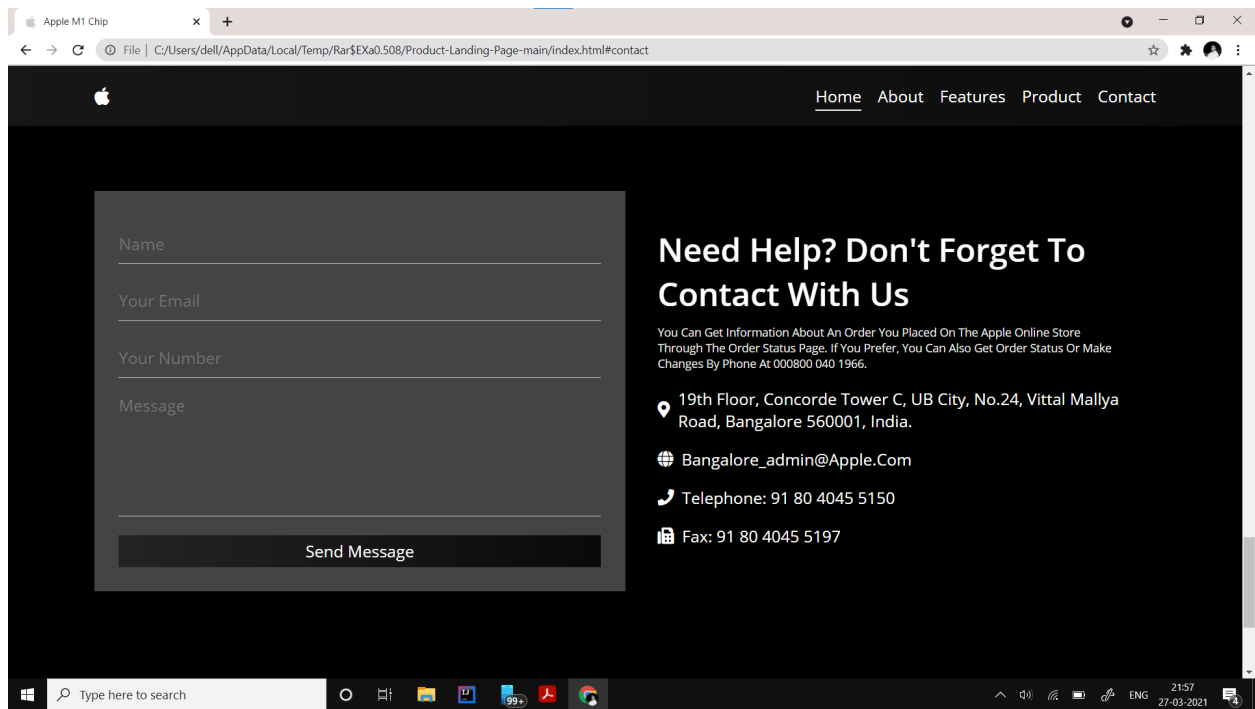 Apple M1 Chip
File | C:/Users/dell/AppData/Local/Temp/Rar$EXa0.508/Product-Landing-Page-main/index.html#contact
Home About Features Product Contact
Name
Your Email
Your Number
Message
Send Message
Need Help? Don't Forget To
Contact With Us
You Can Get Information About An Order You Placed On The Apple Online Store
Through The Order Status Page. If You Prefer, You Can Also Get Order Status Or Make
Changes By Phone At 000800 040 1966.
19th Floor, Concorde Tower C, UB City, No.24, Vittal Mallya
Road, Bangalore 560001, India.
Bangalore_admin@Apple.Com
Telephone: 91 80 4045 5150
Fax: 91 80 4045 5197
Type here to search
IJ
99+
ENG
21:57
27-03-2021
4